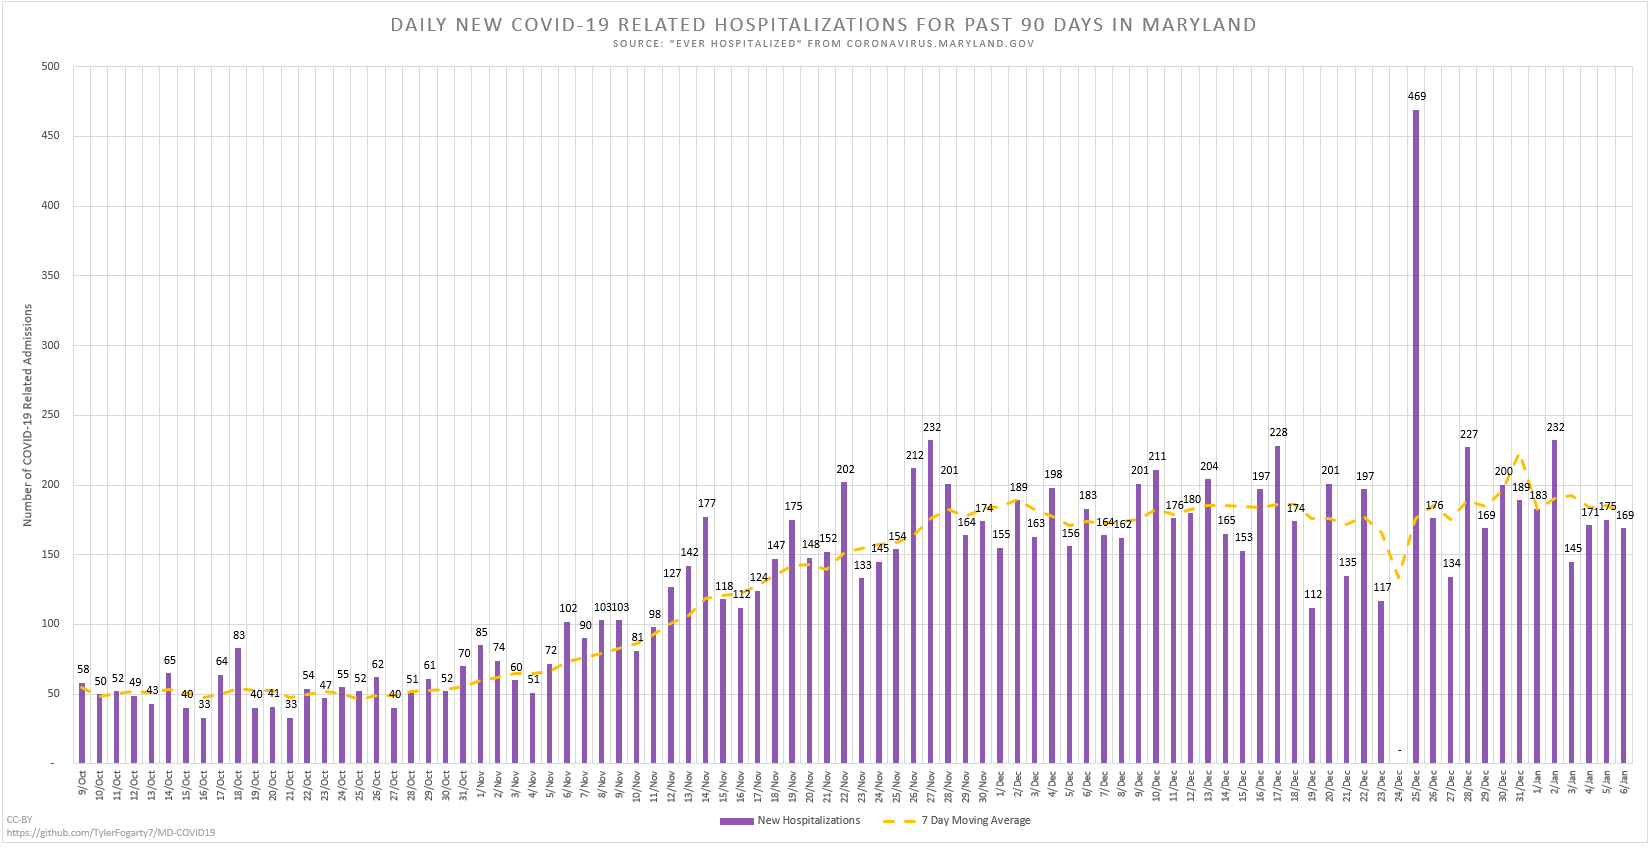 DAILY NEW COVID-19 RELATED HOSPITALIZATIONS FOR PAST 90 DAYS IN MARYLAND
SOURCE: "EVER HOSPITALIZED" FROM CORONAVIRUS.MARYLAND.GOV
Number of COVID-19 Related Admissions
500
450
400
350
300
250
200
150
100
50
-
58 50 52 49 43 65 40 33 64 83 40 41 33 54 47 55 52 62 40 51 61 52 70 85 74 60 51 72 102 90 103 103 81 98 127 142 177 118 112 124 147 175 148 152 202 133 145 154 212 232 201 164 174 155 189 163 198 156 183 164 162 201 211 176 180 204 165 153 197 228 174 112 201 135 197 117 - 469 176 134 227 169 200 189 183 232 145 171 175 169
9/Oct 10/Oct 11/Oct 12/Oct 13/Oct 14/Oct 15/Oct 16/Oct 17/Oct 18/Oct 19/Oct 20/Oct 21/Oct 22/Oct 23/Oct 24/Oct 25/Oct 26/Oct 27/Oct 28/Oct 29/Oct 30/Oct 31/Oct 1/Nov 2/Nov 3/Nov 4/Nov 5/Nov 6/Nov 7/Nov 8/Nov 9/Nov 10/Nov 11/Nov 12/Nov 13/Nov 14/Nov 15/Nov 16/Nov 17/Nov 18/Nov 19/Nov 20/Nov 21/Nov 22/Nov 23/Nov 24/Nov 25/Nov 26/Nov 27/Nov 28/Nov 29/Nov 30/Nov 1/Dec 2/Dec 3/Dec 4/Dec 5/Dec 6/Dec 7/Dec 8/Dec 9/Dec 10/Dec 11/Dec 12/Dec 13/Dec 14/Dec 15/Dec 16/Dec 17/Dec 18/Dec 19/Dec 20/Dec 21/Dec 22/Dec 23/Dec 24/Dec 25/Dec 26/Dec 27/Dec 28/Dec 29/Dec 30/Dec 31/Dec 1/Jan 2/Jan 3/Jan 4/Jan 5/Jan 6/Jan
New Hospitalizations 7 Day Moving Average
CC-BY
https://github.com/TylerFogarty7/MD-COVID19